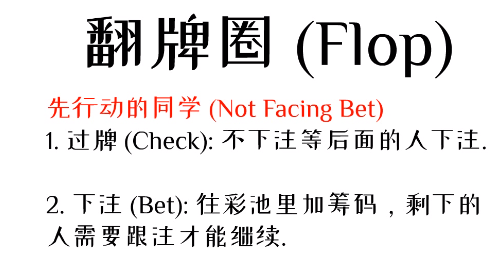 翻牌圈 (Flop)
先行动的同学 (Not Facing Bet)
1. 过牌 (Check): 不下注等后面的人下注.
2. 下注 (Bet): 往彩池里加筹码，剩下的
人需要跟注才能继续.